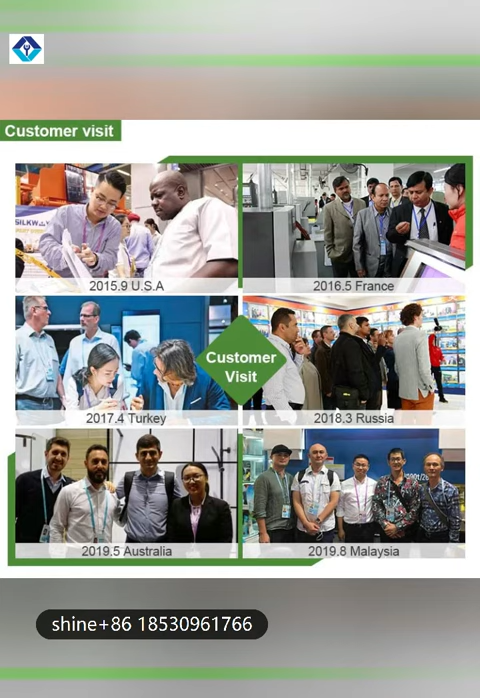 Customer visit
SILKW
2015.9 U.S.A
2016.5 France
2017.4 Turkey
2018.3 Russia
Customer
Visit
2019.5 Australia
2019.8 Malaysia
shine+86 18530961766